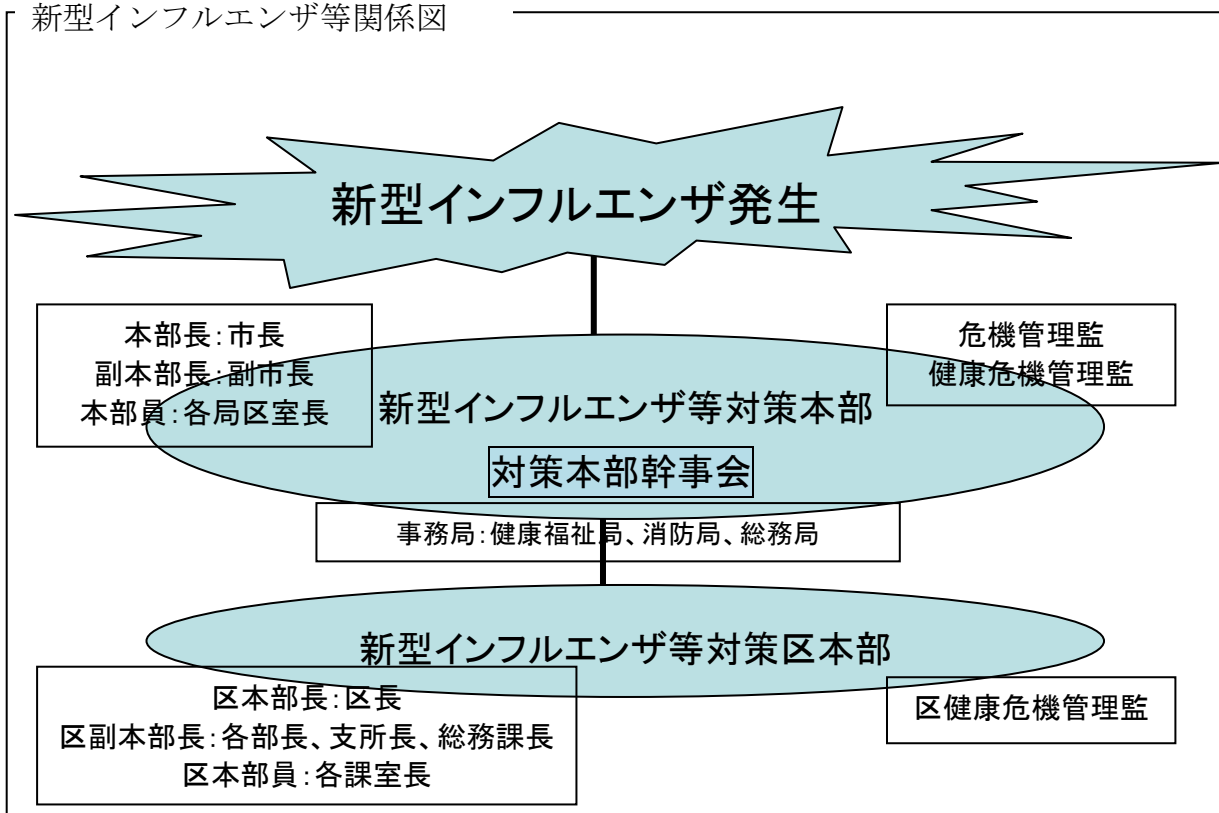 新型インフルエンザ等関係図
新型インフルエンザ発生
本部長：市長
副本部長：副市長
本部員：各局区室長
危機管理監
健康危機管理監
新型インフルエンザ等対策本部
対策本部幹事会
事務局：健康福祉局、消防局、総務局
新型インフルエンザ等対策区本部
区本部長：区長
区副本部長：各部長、支所長、総務課長
区本部員：各課室長
区健康危機管理監